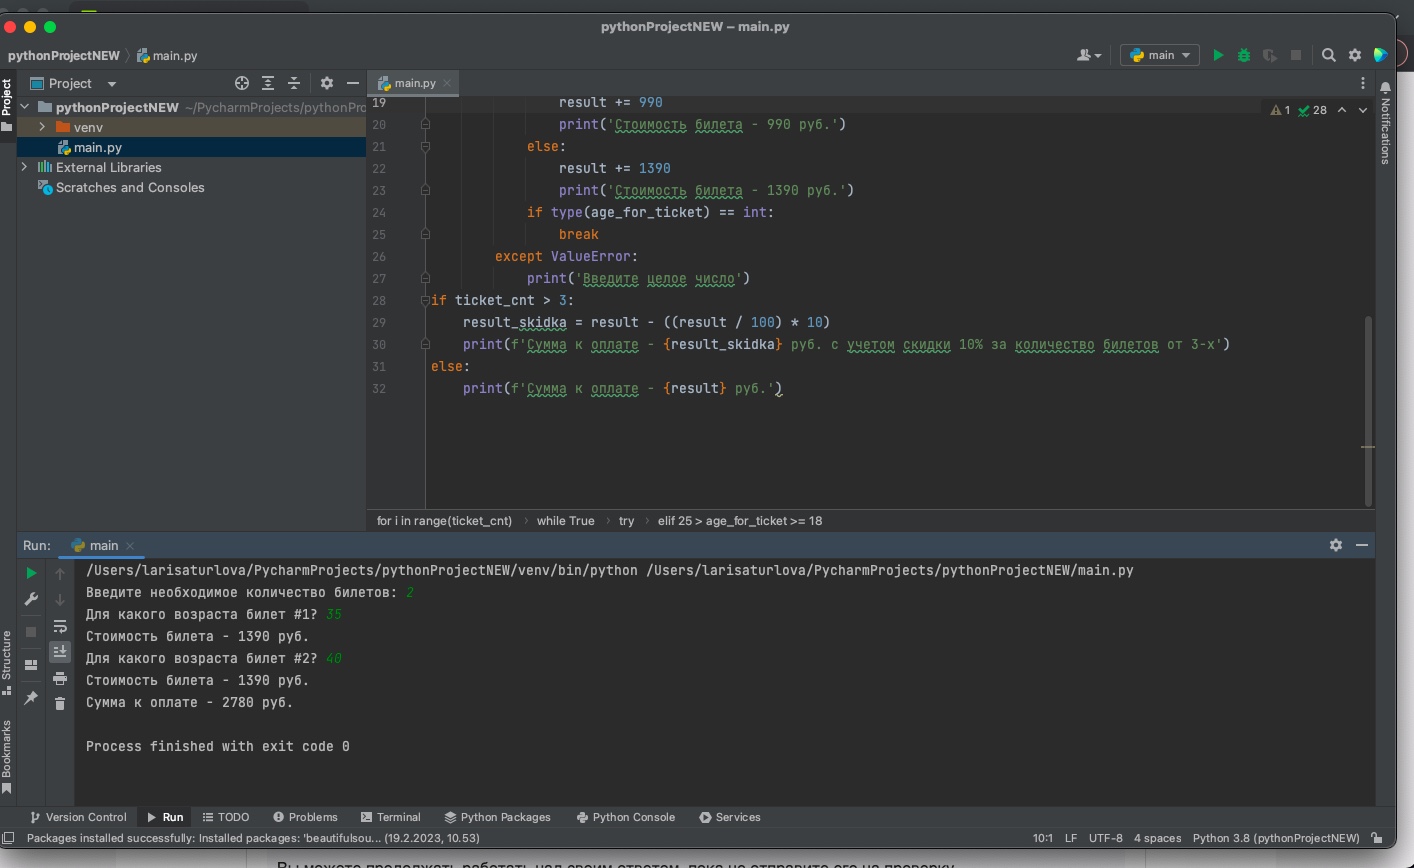 pythonProjectNEW – main.py
pythonProjectNEW
main.py
main
Project
pythonProjectNEW ~/PycharmProjects/pythonPro
venv
main.py
External Libraries
Scratches and Consoles
Project
Structure
Bookmarks
Notifications
main.py
1 28
19 result += 990
20 print('Стоимость билета - 990 руб.')
21 else:
22 result += 1390
23 print('Стоимость билета - 1390 руб.')
24 if type(age_for_ticket) == int:
25 break
26 except ValueError:
27 print('Введите целое число')
28 if ticket_cnt > 3:
29 result_skidka = result - ((result / 100) * 10)
30 print(f'Сумма к оплате - {result_skidka} руб. с учетом скидки 10% за количество билетов от 3-х')
31 else:
32 print(f'Сумма к оплате - {result} руб.')
for i in range(ticket_cnt) › while True › try › elif 25 > age_for_ticket >= 18
Run: main
/Users/larisaturlova/PycharmProjects/pythonProjectNEW/venv/bin/python /Users/larisaturlova/PycharmProjects/pythonProjectNEW/main.py
Введите необходимое количество билетов: 2
Для какого возраста билет #1? 35
Стоимость билета - 1390 руб.
Для какого возраста билет #2? 40
Стоимость билета - 1390 руб.
Сумма к оплате - 2780 руб.
Process finished with exit code 0
Version Control Run TODO Problems Terminal Python Packages Python Console Services
Packages installed successfully: Installed packages: 'beautifulsou... (19.2.2023, 10.53) 10:1 LF UTF-8 4 spaces Python 3.8 (pythonProjectNEW)
Вы можете продолжать работать над своим ответом, пока не отправите его на проверку